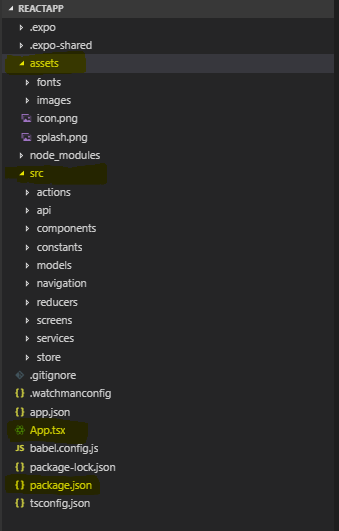 REACTAPP
.expo
.expo-shared
assets
fonts
images
icon.png
splash.png
node_modules
src
actions
api
components
constants
models
navigation
reducers
screens
services
store
.gitignore
{} .watchmanconfig
{} app.json
App.tsx
JS babel.config.js
{} package-lock.json
{} package.json
{} tsconfig.json